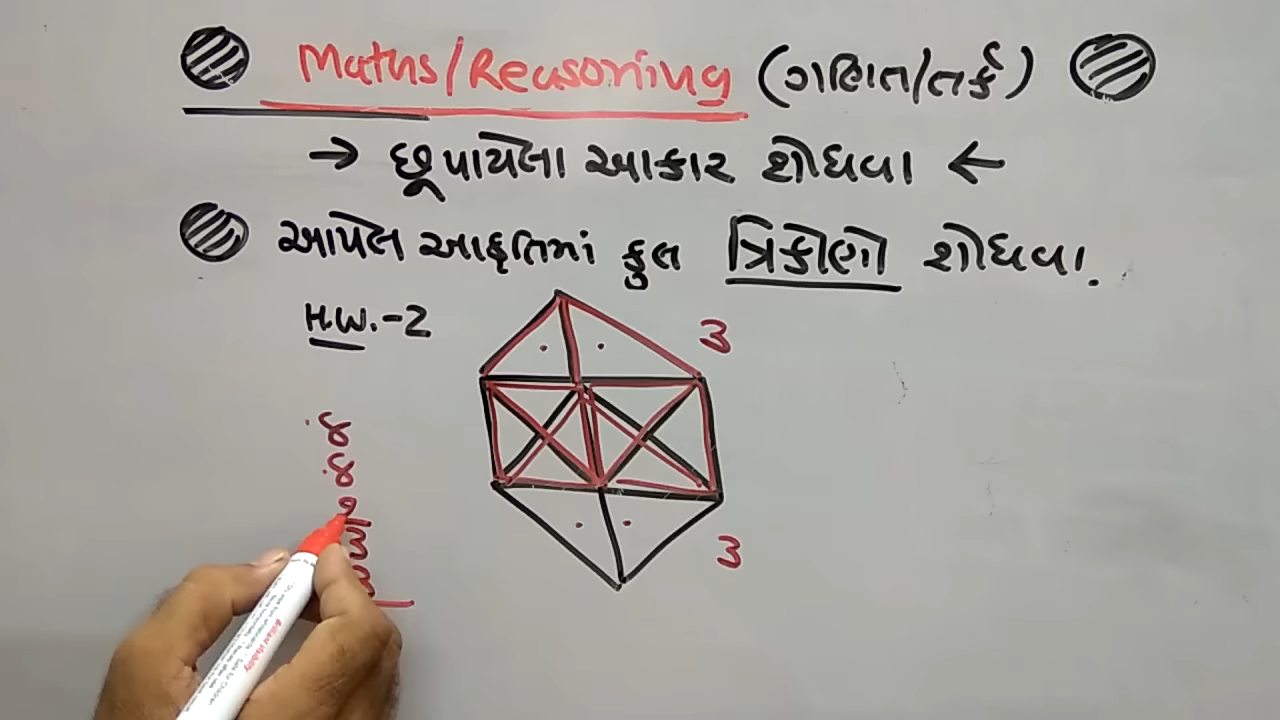 Maths/Reasoning (ગણિત/તર્ક)
→ છૂપાયેલા આકાર શોધવા ←
આપેલ આકૃતિમાં કુલ ત્રિકોણો શોધવા.
H.W.-2
3
3